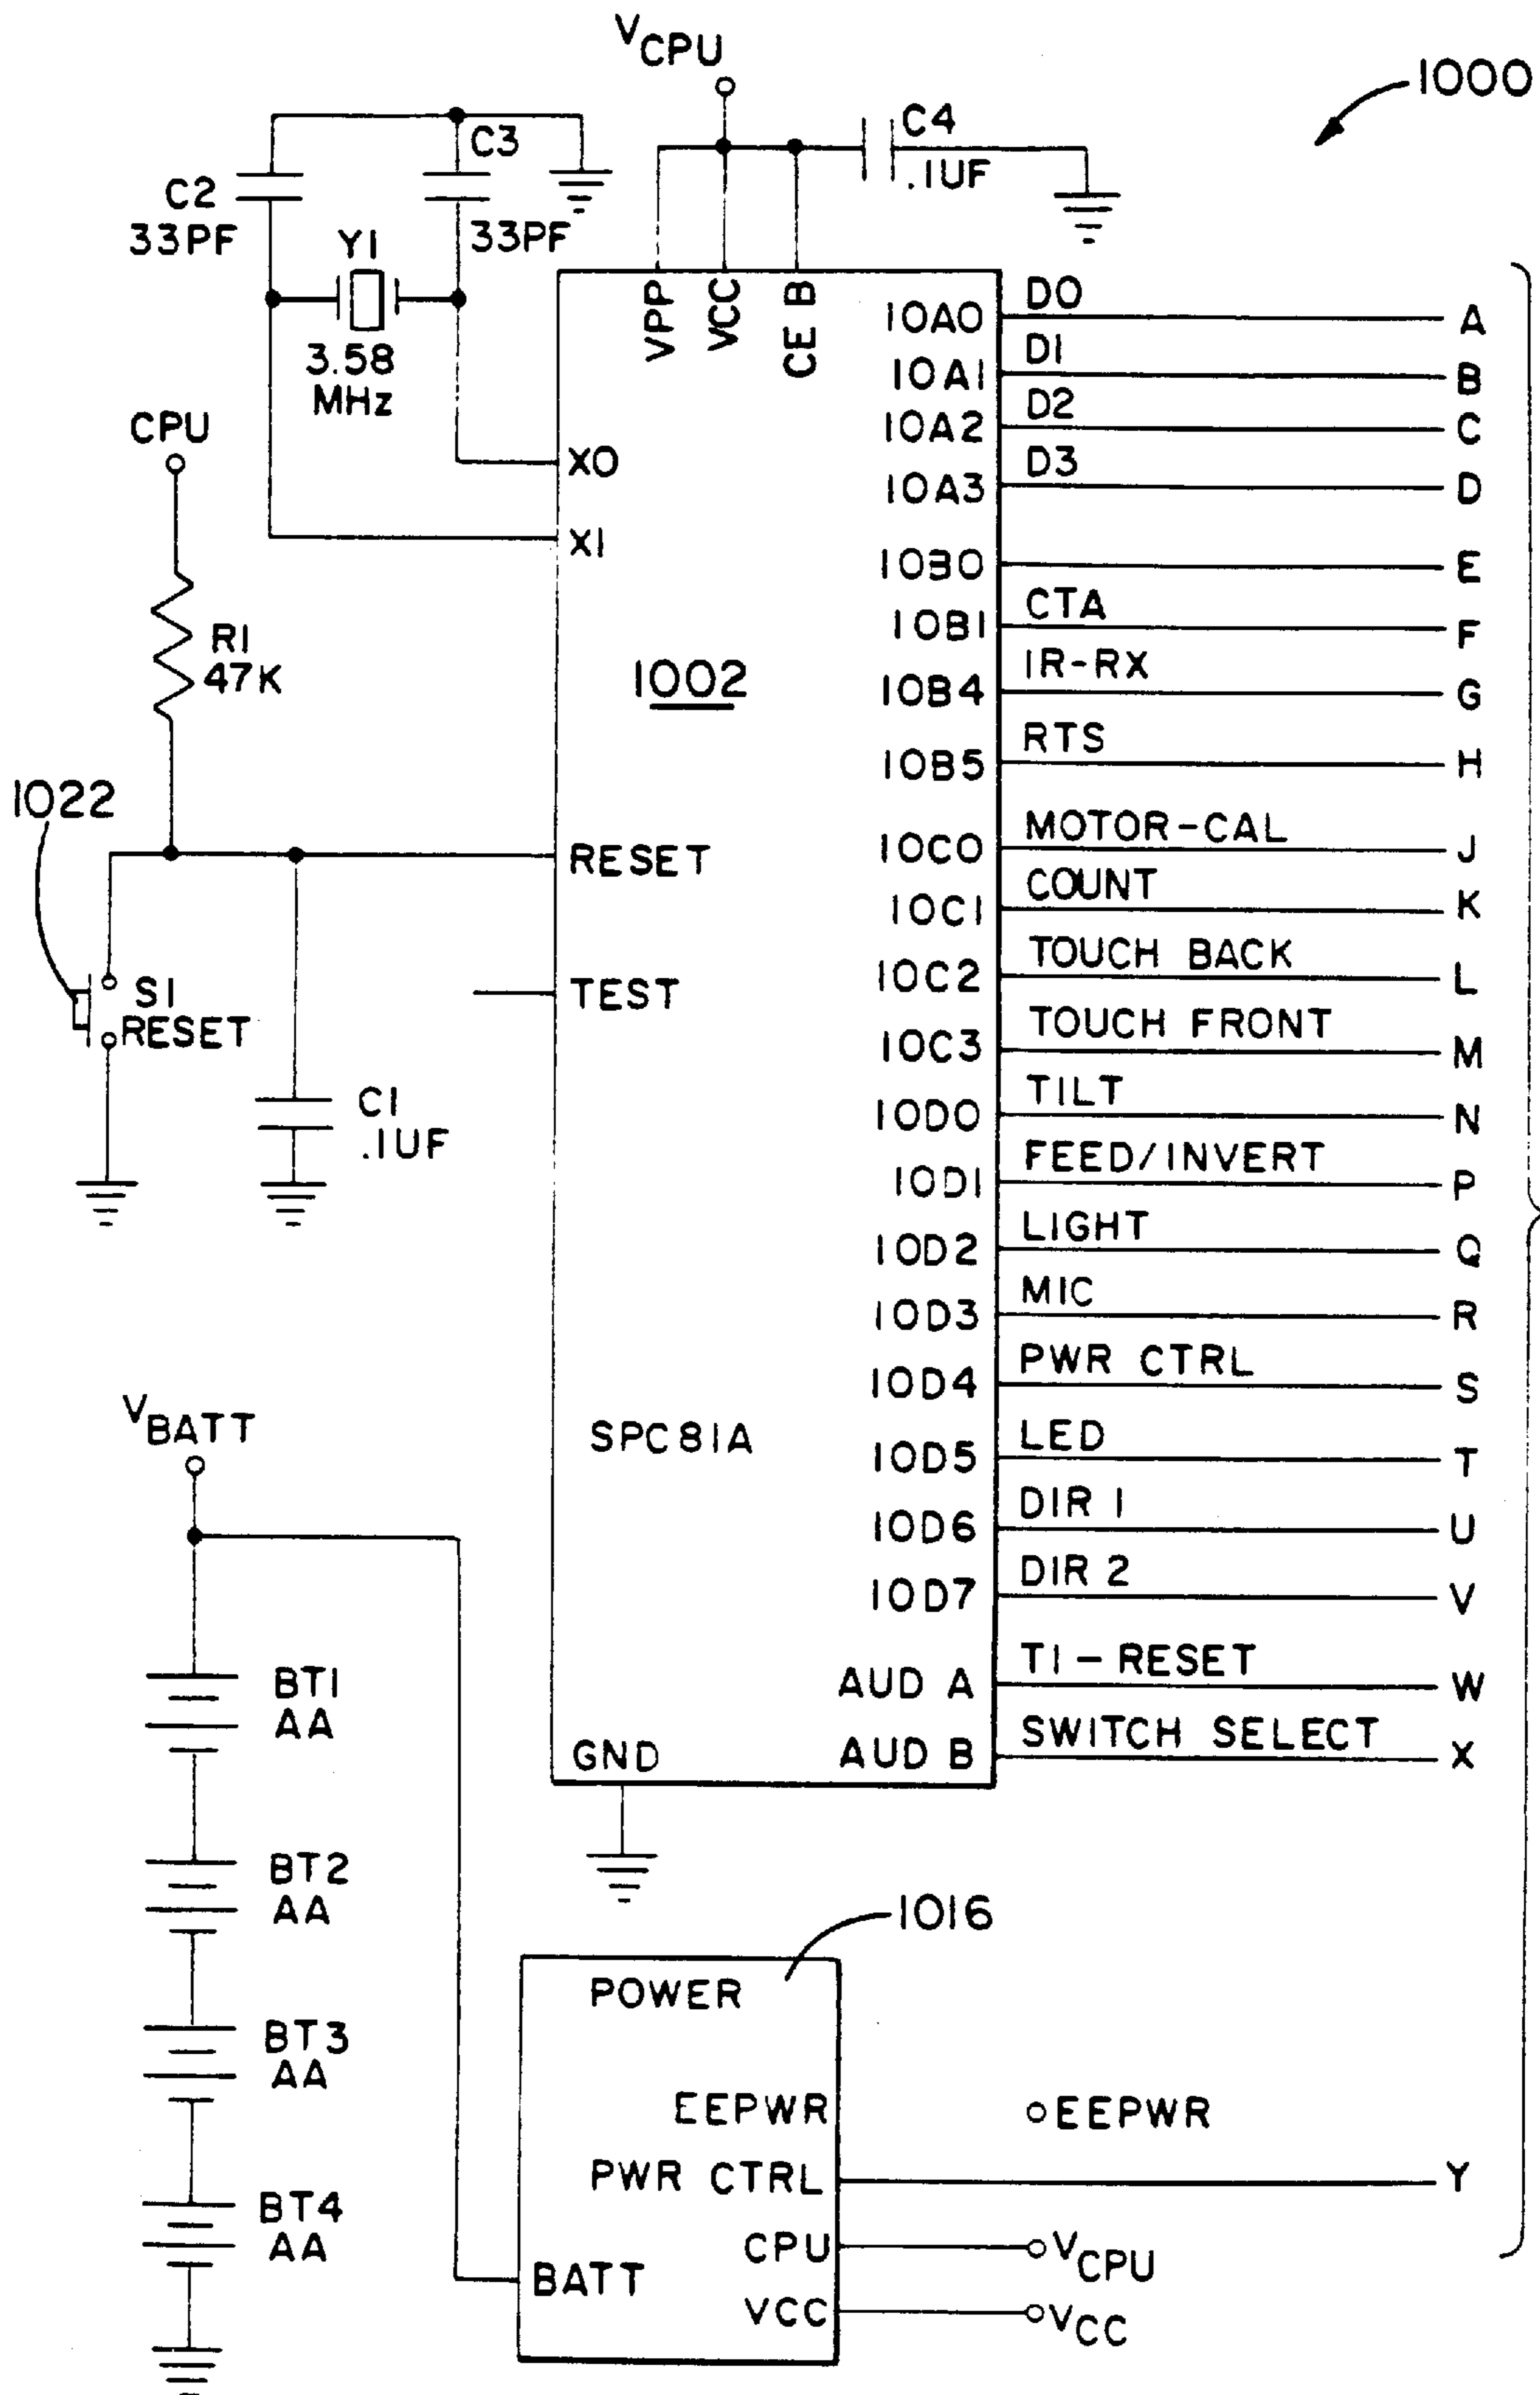 VCPU
1000
C3
C4
.1UF
C2
33PF
33PF
Y1
3.58
MHz
VPP
VCC
CE B
CPU
X0
X1
R1
47K
1002
1022
RESET
S1
RESET
TEST
C1
.1UF
IOA0 D0 A
IOA1 D1 B
IOA2 D2 C
IOA3 D3 D
IOB0 E
IOB1 CTA F
IOB4 IR-RX G
IOB5 RTS H
IOC0 MOTOR-CAL J
IOC1 COUNT K
IOC2 TOUCH BACK L
IOC3 TOUCH FRONT M
IOD0 TILT N
IOD1 FEED/INVERT P
IOD2 LIGHT Q
IOD3 MIC R
IOD4 PWR CTRL S
IOD5 LED T
IOD6 DIR 1 U
IOD7 DIR 2 V
AUD A TI-RESET W
AUD B SWITCH SELECT X
SPC81A
GND
VBATT
BT1
AA
BT2
AA
BT3
AA
BT4
AA
1016
POWER
EEPWR EEPWR
PWR CTRL Y
CPU VCPU
BATT
VCC VCC